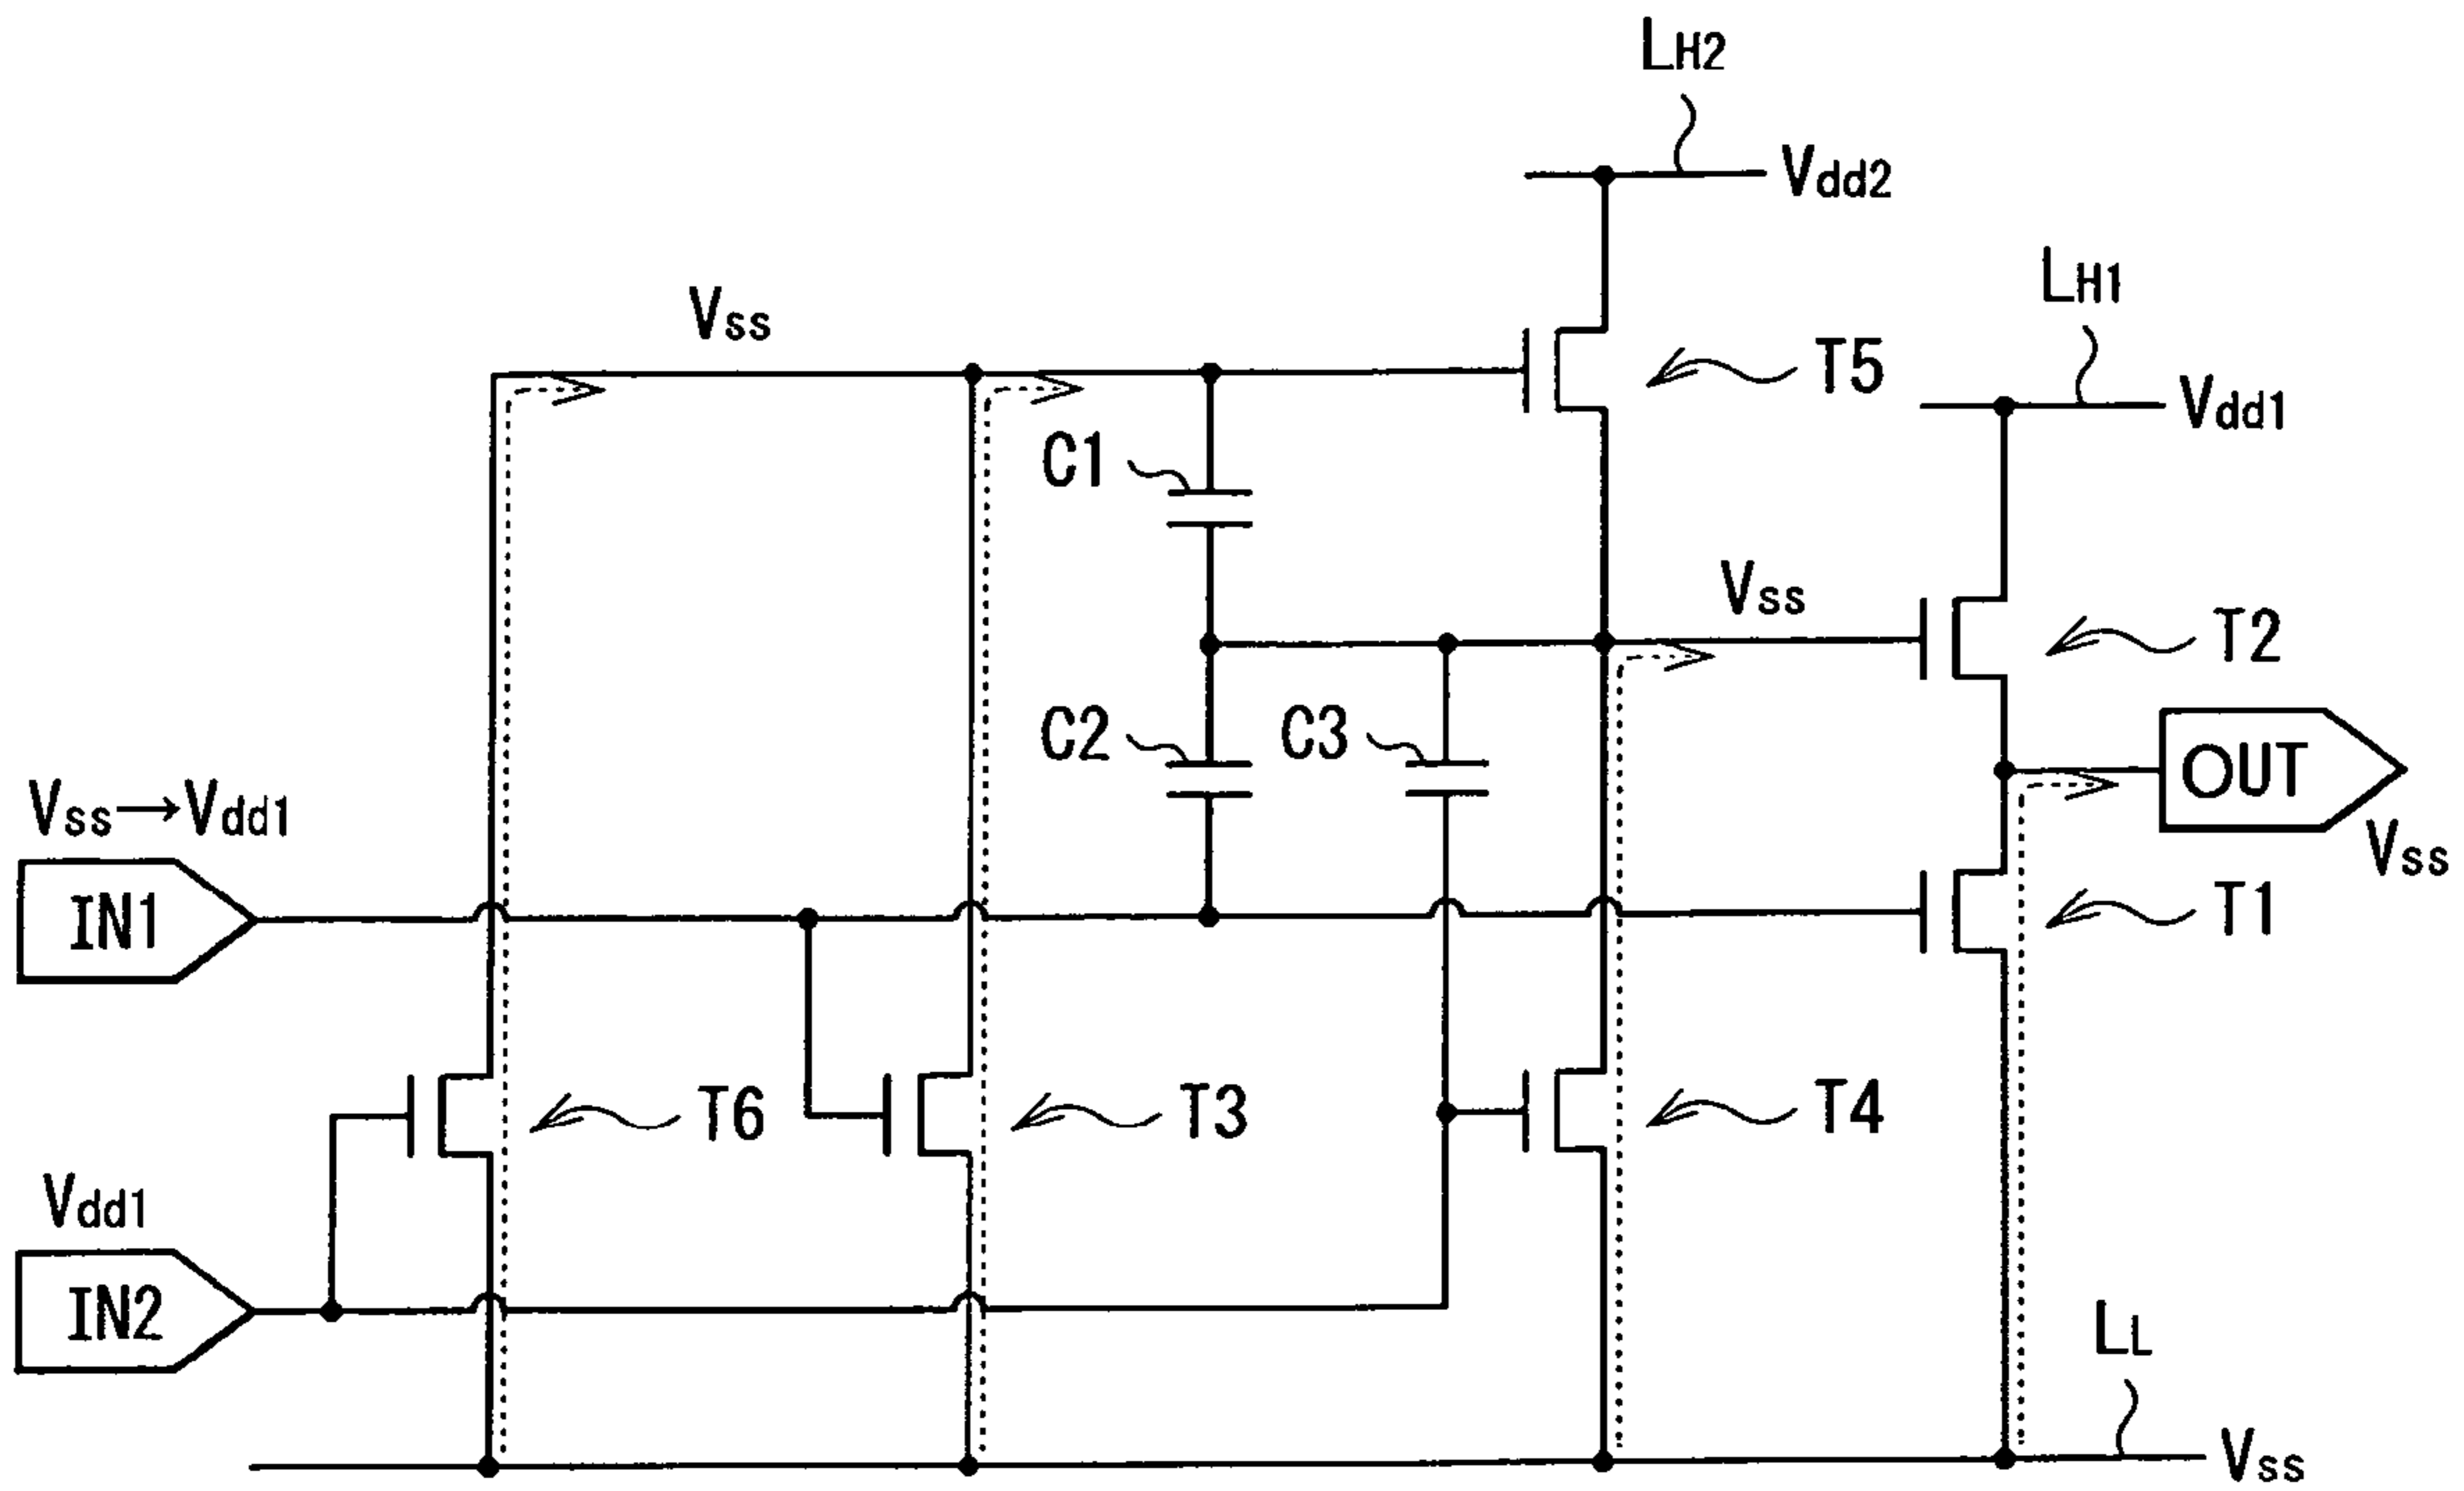 LH2
Vdd2
LH1
Vss
T5
Vdd1
C1
Vss
T2
C2
C3
OUT
Vss→Vdd1
Vss
IN1
T1
T6
T3
T4
Vdd1
IN2
LL
Vss